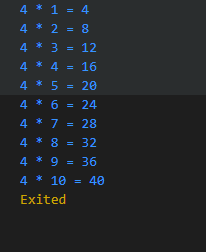 4 * 1 = 4
4 * 2 = 8
4 * 3 = 12
4 * 4 = 16
4 * 5 = 20
4 * 6 = 24
4 * 7 = 28
4 * 8 = 32
4 * 9 = 36
4 * 10 = 40
Exited